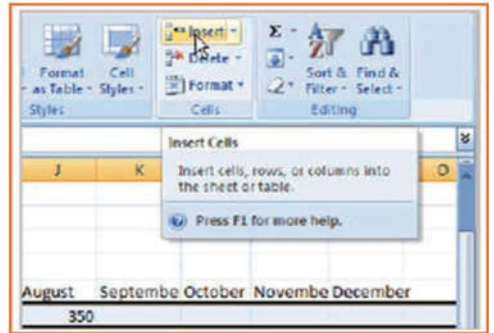 Insert
Delete
Format
Format as Table
Cell Styles
Sort & Filter
Find & Select
Styles
Cells
Editing
Insert Cells
Insert cells, rows, or columns into
the sheet or table.
Press F1 for more help.
J K O
August Septembe October Novembe December
350